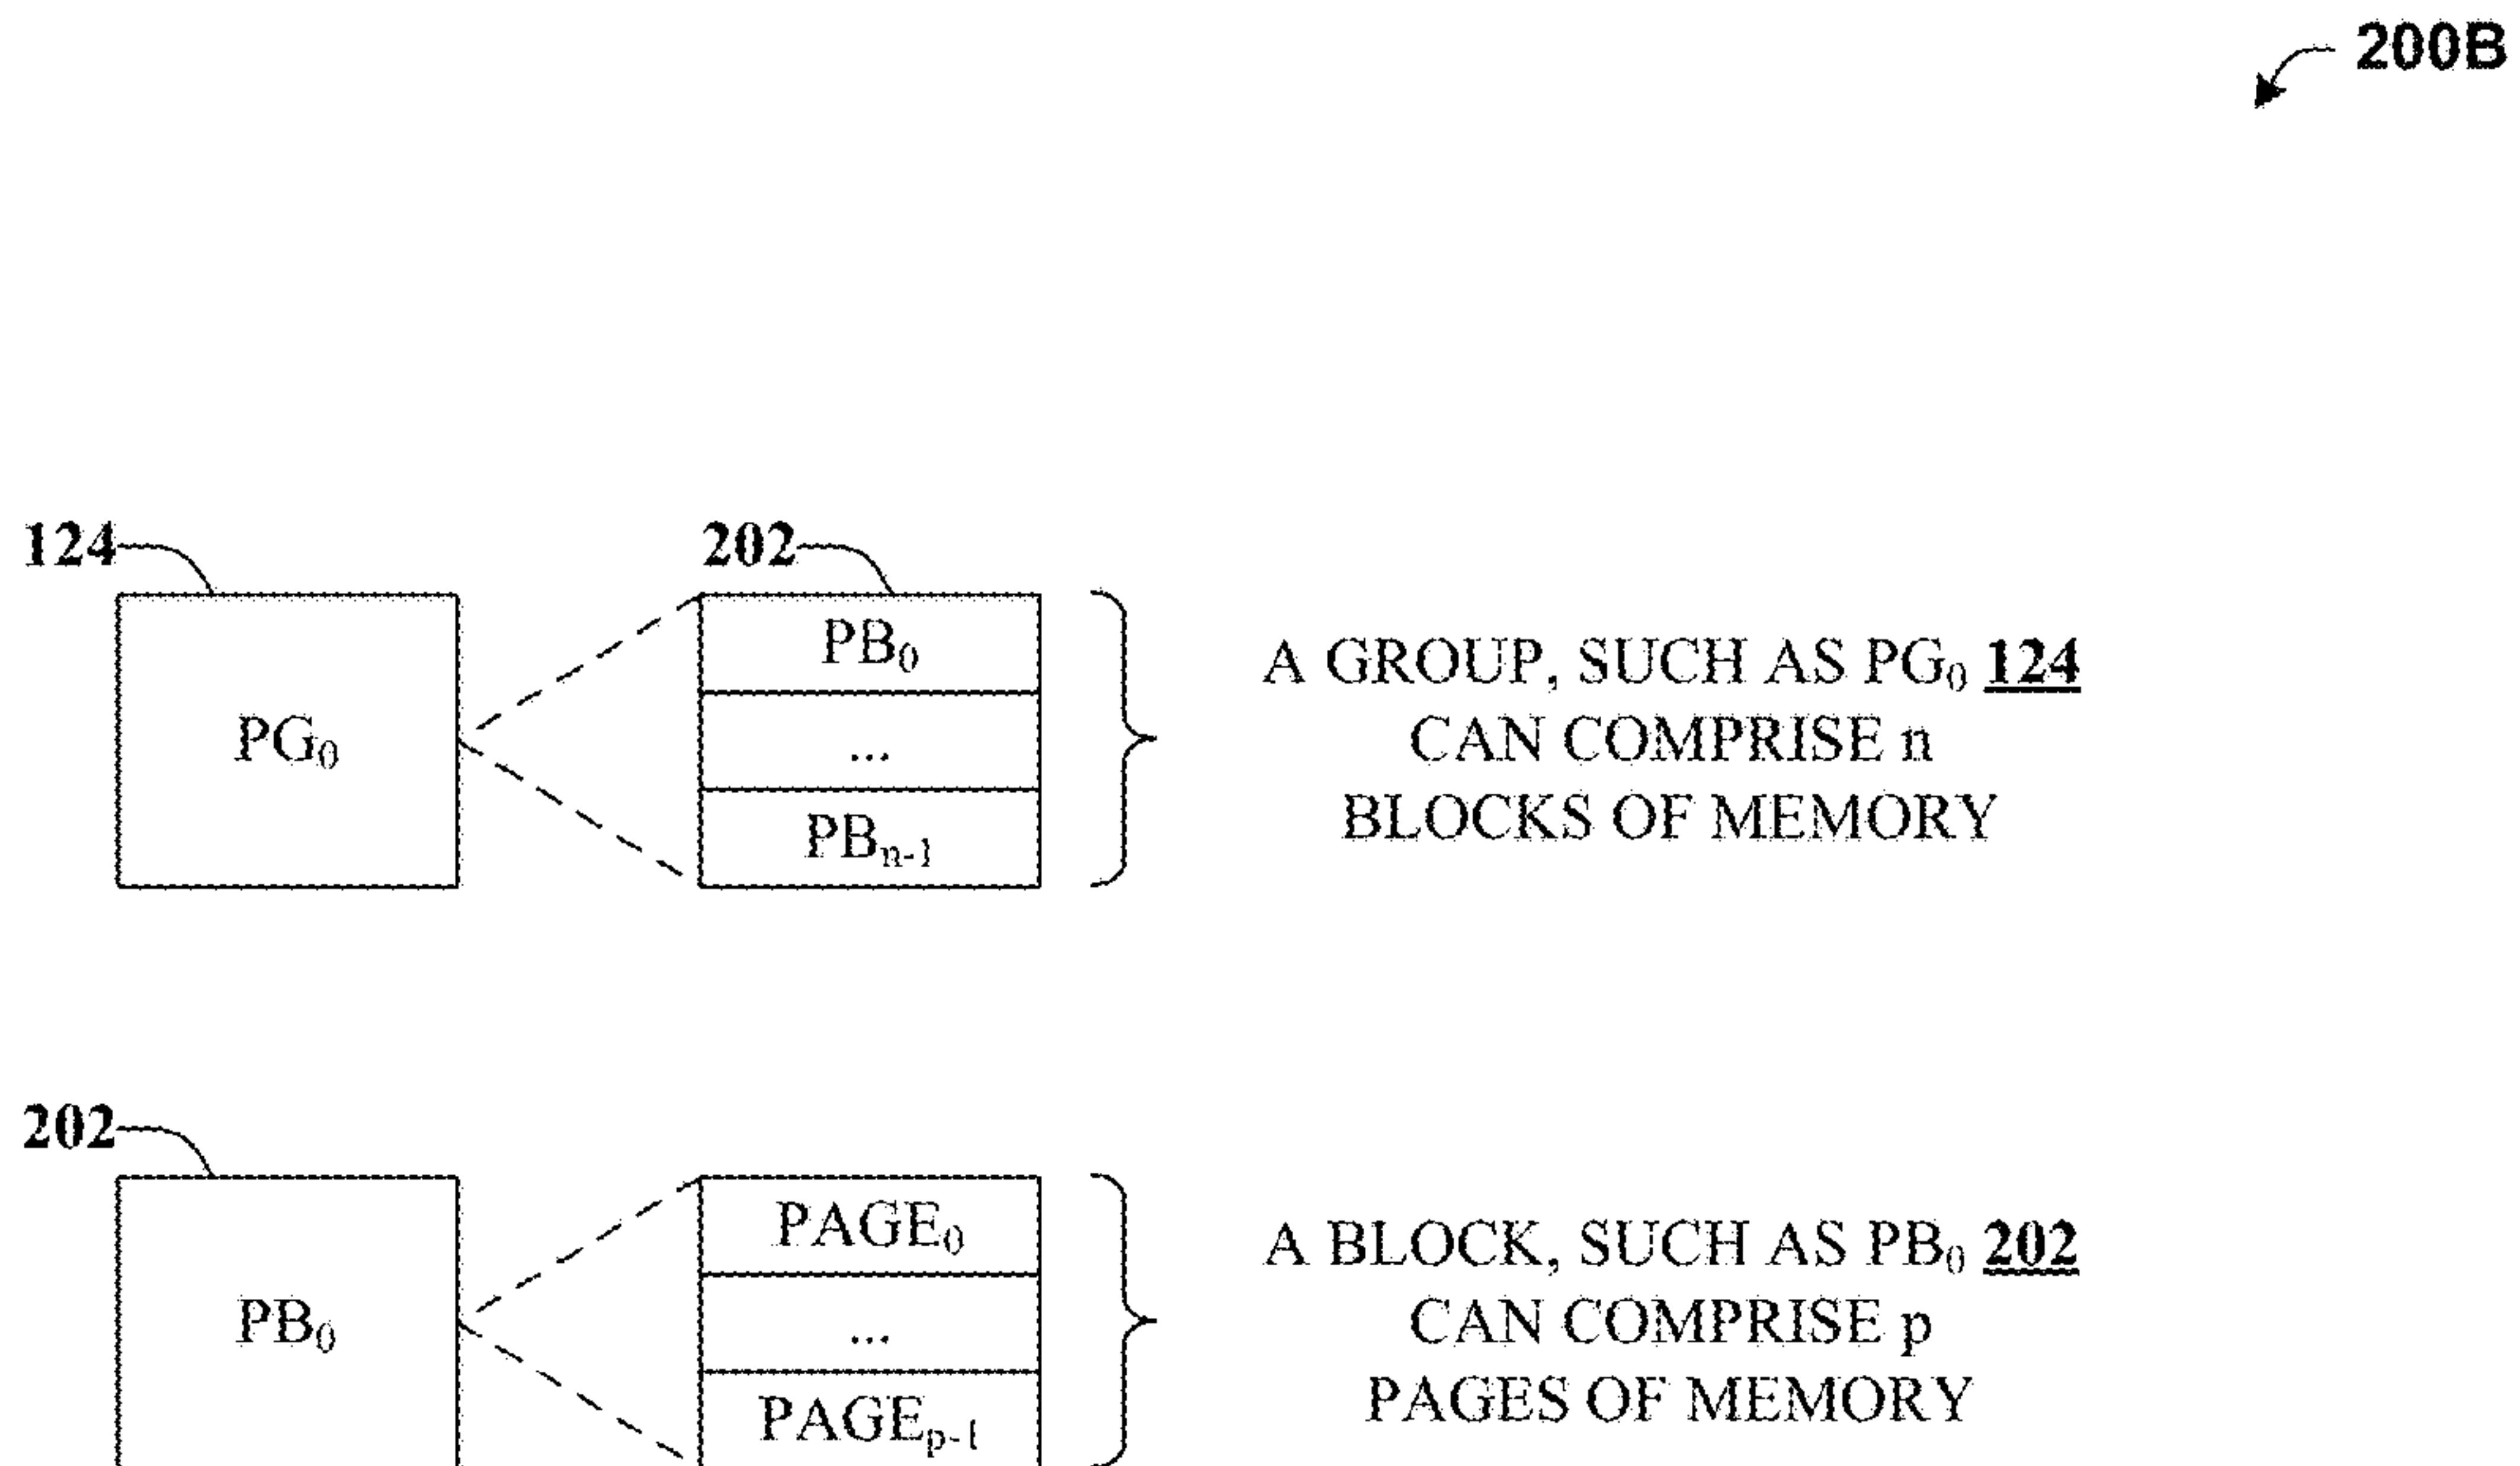 200B
124
202
PG₀
PB₀
...
PBₙ₋₁
A GROUP, SUCH AS PG₀ 124
CAN COMPRISE n
BLOCKS OF MEMORY
202
PB₀
PAGE₀
...
PAGEₚ₋₁
A BLOCK, SUCH AS PB₀ 202
CAN COMPRISE p
PAGES OF MEMORY